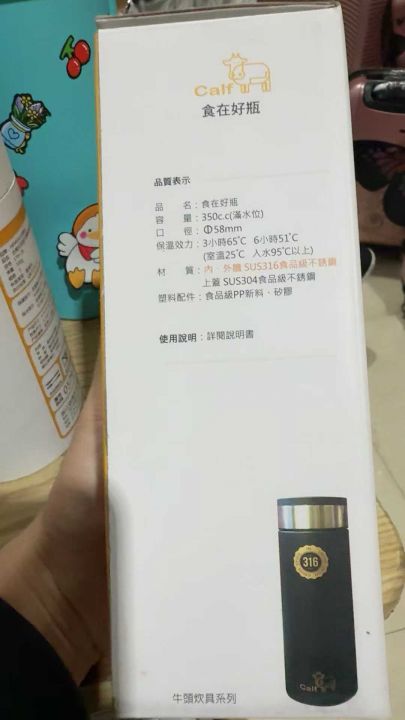 Calf
食在好瓶
品質表示
品　　名：食在好瓶
容　　量：350c.c(滿水位)
口　　徑：Φ58mm
保溫效力：3小時65°C 6小時51°C
(室溫25°C 入水95°C以上)
材　　質：內、外膽 SUS316食品級不銹鋼
上蓋 SUS304食品級不銹鋼
塑料配件：食品級PP新料、矽膠
使用說明：詳閱說明書
316
Calf
牛頭炊具系列